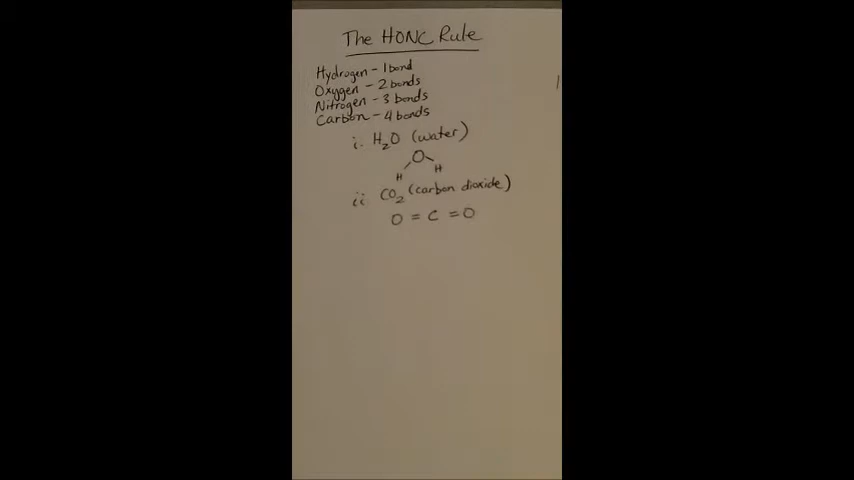 The HONC Rule
Hydrogen - 1 bond
Oxygen - 2 bonds
Nitrogen - 3 bonds
Carbon - 4 bonds
i. H₂O (water)
O
H H
ii CO₂ (carbon dioxide)
O = C = O